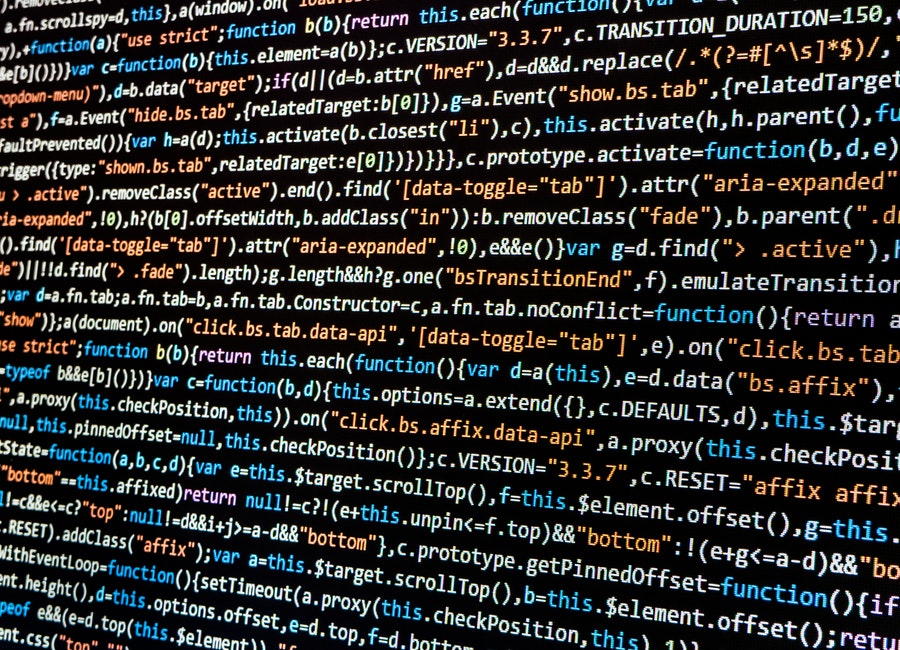 a.fn.scrollspy=d,this},a(window).on(
),+function(a){"use strict";function b(b){return this.each(function(){
e[b]()})}var c=function(b){this.element=a(b)};c.VERSION="3.3.7",c.TRANSITION_DURATION=150,
ropdown-menu)"),d=b.data("target");if(d||(d=b.attr("href"),d=d&&d.replace(/.*(?=#[^\s]*$)/,
st a"),f=a.Event("hide.bs.tab",{relatedTarget:b[0]}),g=a.Event("show.bs.tab",{relatedTarget
faultPrevented()){var h=a(d);this.activate(b.closest("li"),c),this.activate(h,h.parent(),fu
rigger({type:"shown.bs.tab",relatedTarget:e[0]})})}}},c.prototype.activate=function(b,d,e)
> .active").removeClass("active").end().find('[data-toggle="tab"]').attr("aria-expanded"
ria-expanded",!0),h?(b[0].offsetWidth,b.addClass("in")):b.removeClass("fade"),b.parent(".d
().find('[data-toggle="tab"]').attr("aria-expanded",!0),e&&e()}var g=d.find("> .active"),h
de")||!!d.find("> .fade").length);g.length&&h?g.one("bsTransitionEnd",f).emulateTransition
;var d=a.fn.tab;a.fn.tab=b,a.fn.tab.Constructor=c,a.fn.tab.noConflict=function(){return a
"show")};a(document).on("click.bs.tab.data-api",'[data-toggle="tab"]',e).on("click.bs.tab
se strict";function b(b){return this.each(function(){var d=a(this),e=d.data("bs.affix"),
=typeof b&&e[b]()})}var c=function(b,d){this.options=a.extend({},c.DEFAULTS,d),this.$targ
",a.proxy(this.checkPosition,this)).on("click.bs.affix.data-api",a.proxy(this.checkPosit
null,this.pinnedOffset=null,this.checkPosition()};c.VERSION="3.3.7",c.RESET="affix affix
tState=function(a,b,c,d){var e=this.$target.scrollTop(),f=this.$element.offset(),g=this.
"bottom"==this.affixed)return null!=c?!(e+this.unpin<=f.top)&&"bottom":!(e+g<=a-d)&&"bo
l!=c&&e<=c?"top":null!=d&&i+j>=a-d&&"bottom"},c.prototype.getPinnedOffset=function(){if
.RESET).addClass("affix");var a=this.$target.scrollTop(),b=this.$element.offset();retu
WithEventLoop=function(){setTimeout(a.proxy(this.checkPosition,this),1)}
ent.height(),d=this.options.offset,e=d.top,f=d.bottom
peof e&&(e=d.top(this.$element)),
ent.css("top",""